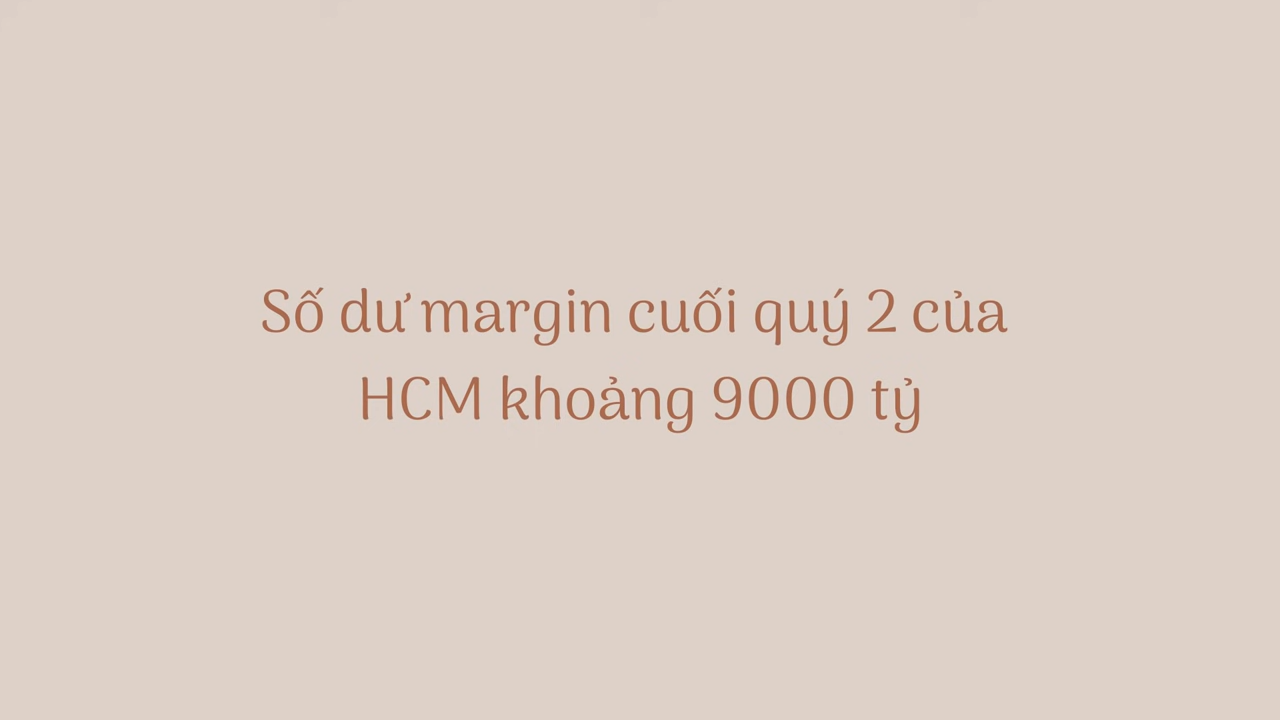 Số dư margin cuối quý 2 của
HCM khoảng 9000 tỷ